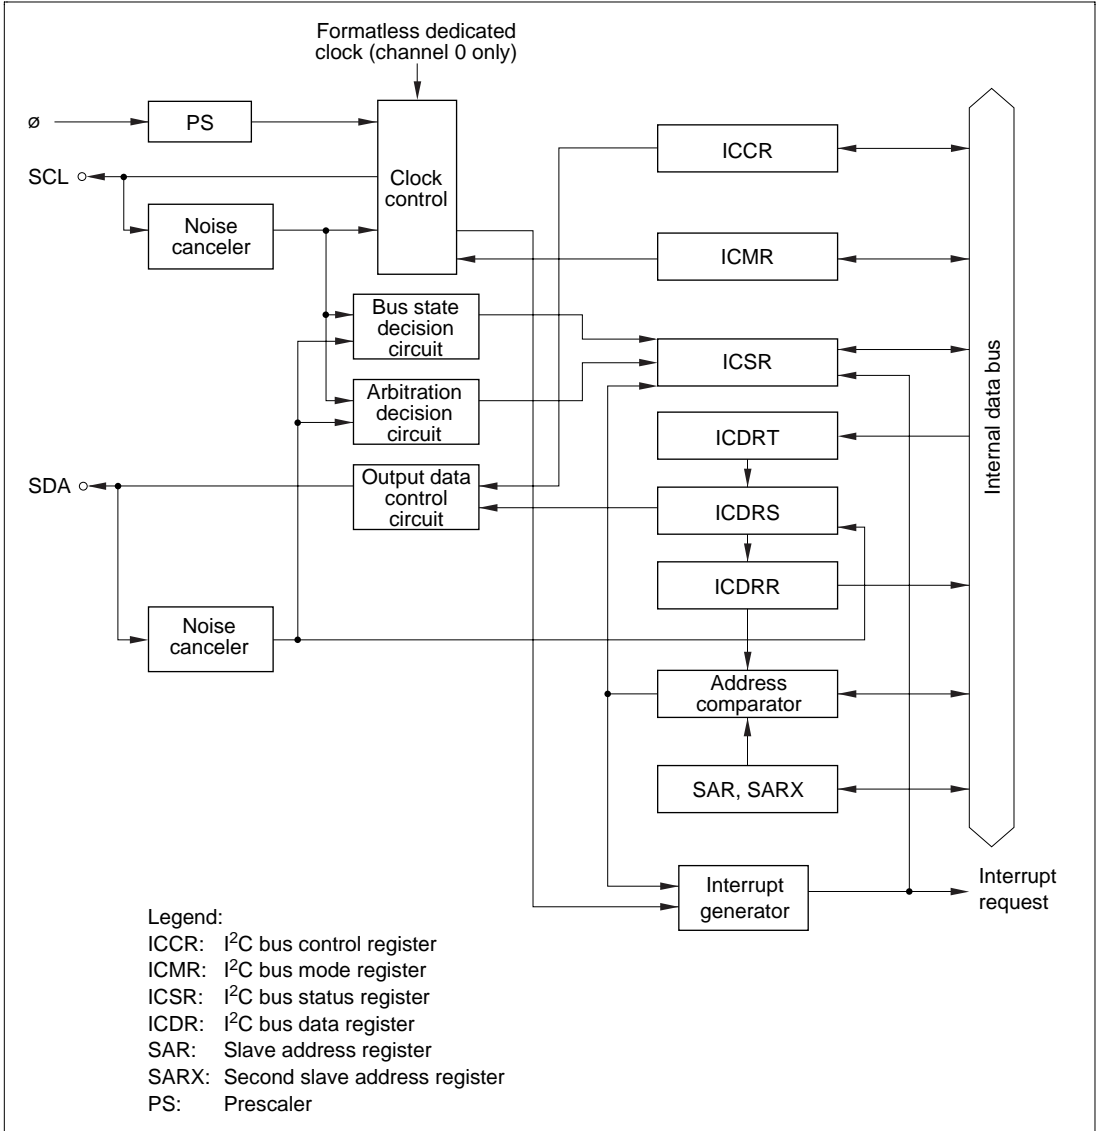 Formatless dedicated
clock (channel 0 only)
ø
PS
SCL
Clock
control
Noise
canceler
ICCR
ICMR
Bus state
decision
circuit
ICSR
Arbitration
decision
circuit
ICDRT
Internal data bus
SDA
Output data
control
circuit
ICDRS
ICDRR
Noise
canceler
Address
comparator
SAR, SARX
Interrupt
generator
Interrupt
request
Legend:
ICCR: I²C bus control register
ICMR: I²C bus mode register
ICSR: I²C bus status register
ICDR: I²C bus data register
SAR: Slave address register
SARX: Second slave address register
PS: Prescaler